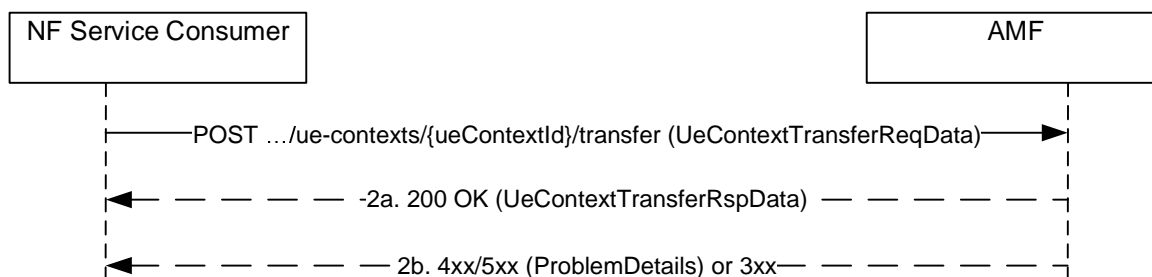 NF Service Consumer
AMF
POST …/ue-contexts/{ueContextId}/transfer (UeContextTransferReqData)
-2a. 200 OK (UeContextTransferRspData)
2b. 4xx/5xx (ProblemDetails) or 3xx